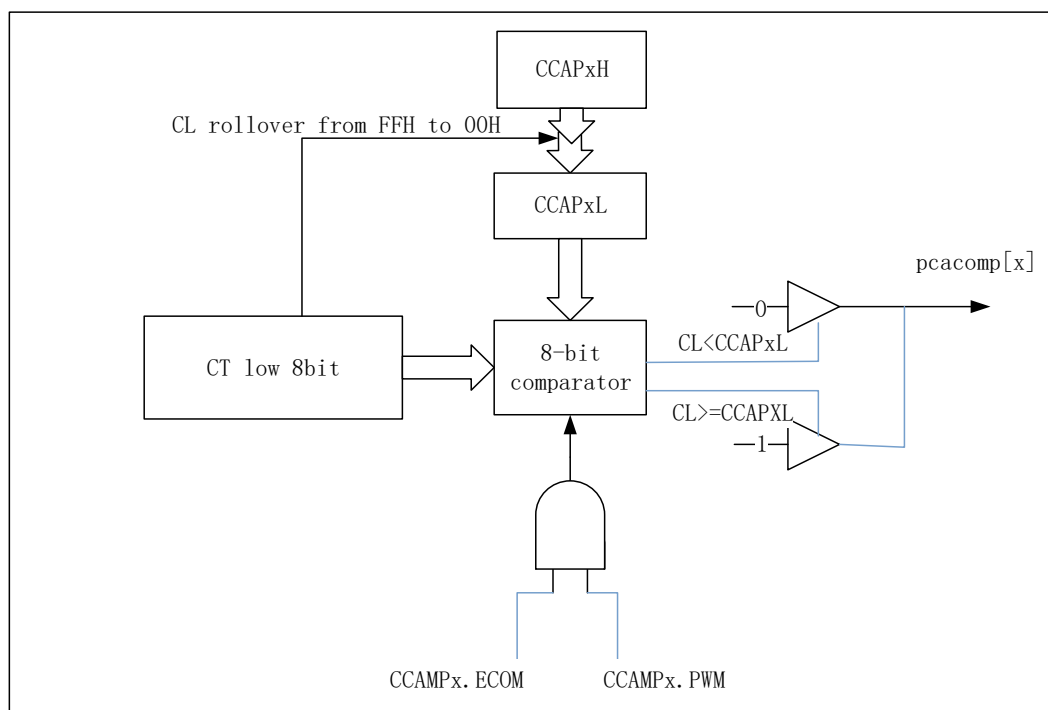 CCAPxH
CL rollover from FFH to 00H
CCAPxL
pcacomp[x]
0
CL<CCAPxL
CT low 8bit
8-bit
comparator
CL>=CCAPXL
1
CCAMPx.ECOM
CCAMPx.PWM